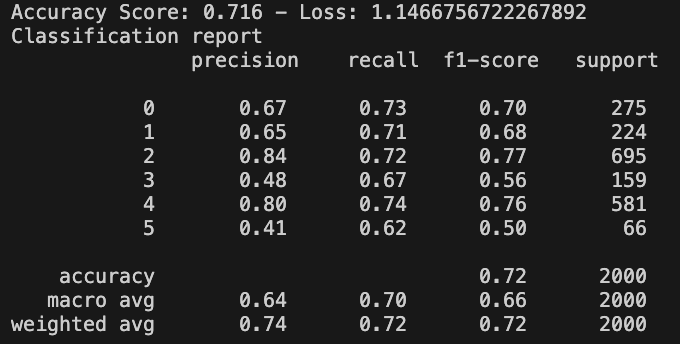 Accuracy Score: 0.716 - Loss: 1.1466756722267892
Classification report
precision recall f1-score support
0 0.67 0.73 0.70 275
1 0.65 0.71 0.68 224
2 0.84 0.72 0.77 695
3 0.48 0.67 0.56 159
4 0.80 0.74 0.76 581
5 0.41 0.62 0.50 66
accuracy 0.72 2000
macro avg 0.64 0.70 0.66 2000
weighted avg 0.74 0.72 0.72 2000